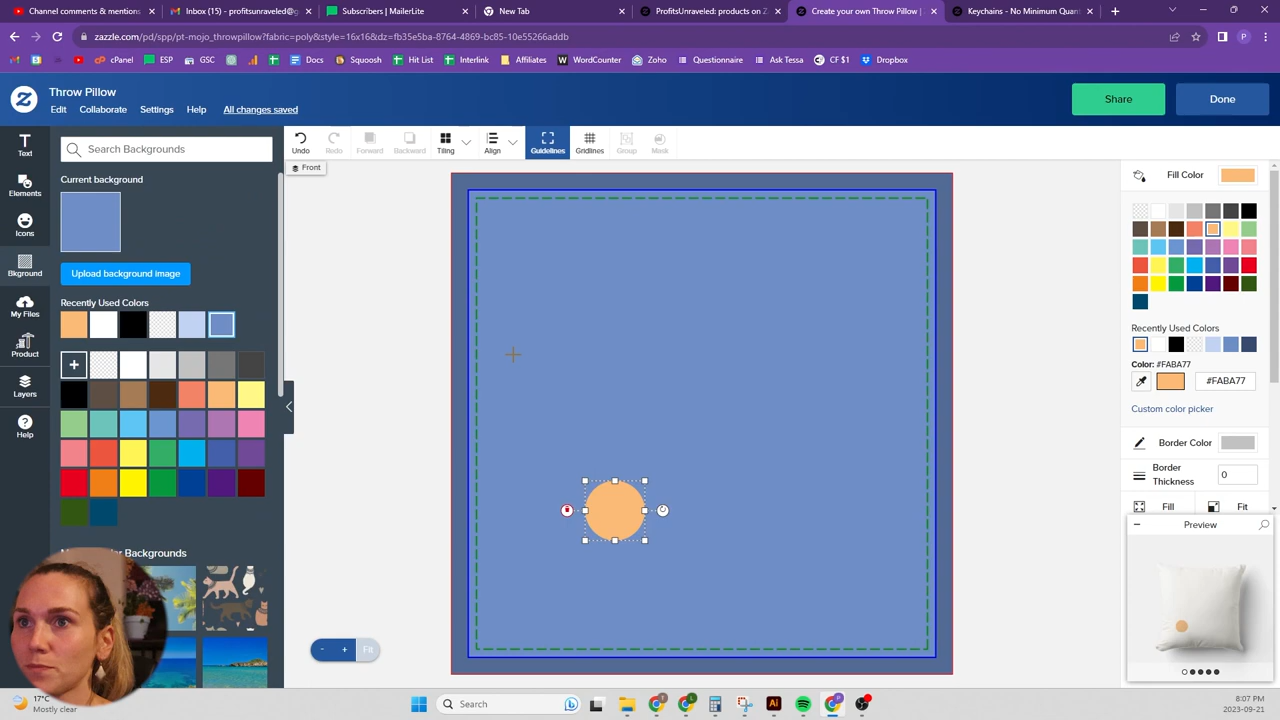 Channel comments & mentions
Inbox (15) - profitsunraveled@g
Subscribers | MailerLite
New Tab
ProfitsUnraveled: products on Z
Create your own Throw Pillow |
Keychains - No Minimum Quant
zazzle.com/pd/spp/pt-mojo_throwpillow?fabric=poly&style=16x16&dz=fb35e5ba-8764-4869-bc85-10e55266addb
P
cPanel
ESP
GSC
Docs
Squoosh
Hit List
Interlink
Affiliates
WordCounter
Zoho
Questionnaire
Ask Tessa
CF $1
Dropbox
Throw Pillow
Edit
Collaborate
Settings
Help
All changes saved
Share
Done
Text
Elements
Icons
Bkground
My Files
Product
Layers
Help
Search Backgrounds
Current background
Upload background image
Recently Used Colors
Undo
Redo
Forward
Backward
Tiling
Align
Guidelines
Gridlines
Group
Mask
Front
- + Fit
Fill Color
Recently Used Colors
Color: #FABA77
#FABA77
Custom color picker
Border Color
Border
Thickness
0
Fill
Fit
Preview
17°C
Mostly clear
Search
8:07 PM
2023-09-21